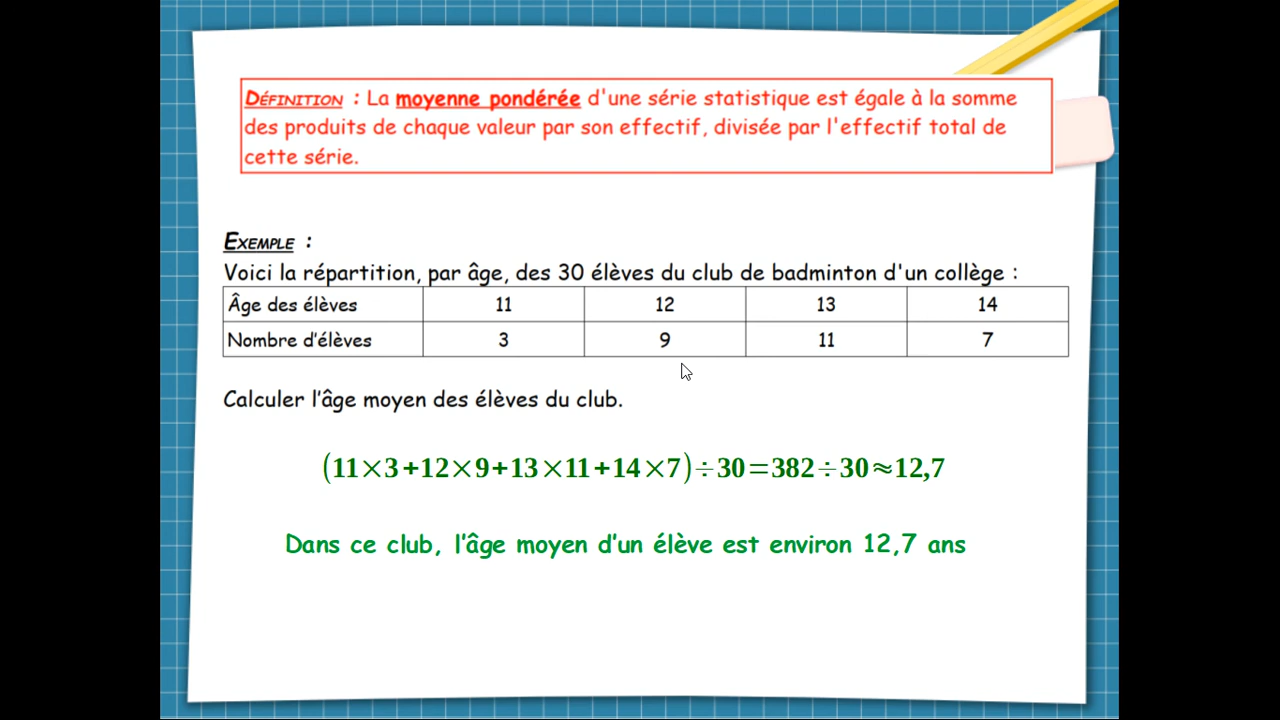 DÉFINITION : La moyenne pondérée d'une série statistique est égale à la somme
des produits de chaque valeur par son effectif, divisée par l'effectif total de
cette série.
EXEMPLE :
Voici la répartition, par âge, des 30 élèves du club de badminton d'un collège :
Âge des élèves 11 12 13 14
Nombre d'élèves 3 9 11 7
Calculer l'âge moyen des élèves du club.
(11×3+12×9+13×11+14×7)÷30=382÷30≈12,7
Dans ce club, l'âge moyen d'un élève est environ 12,7 ans